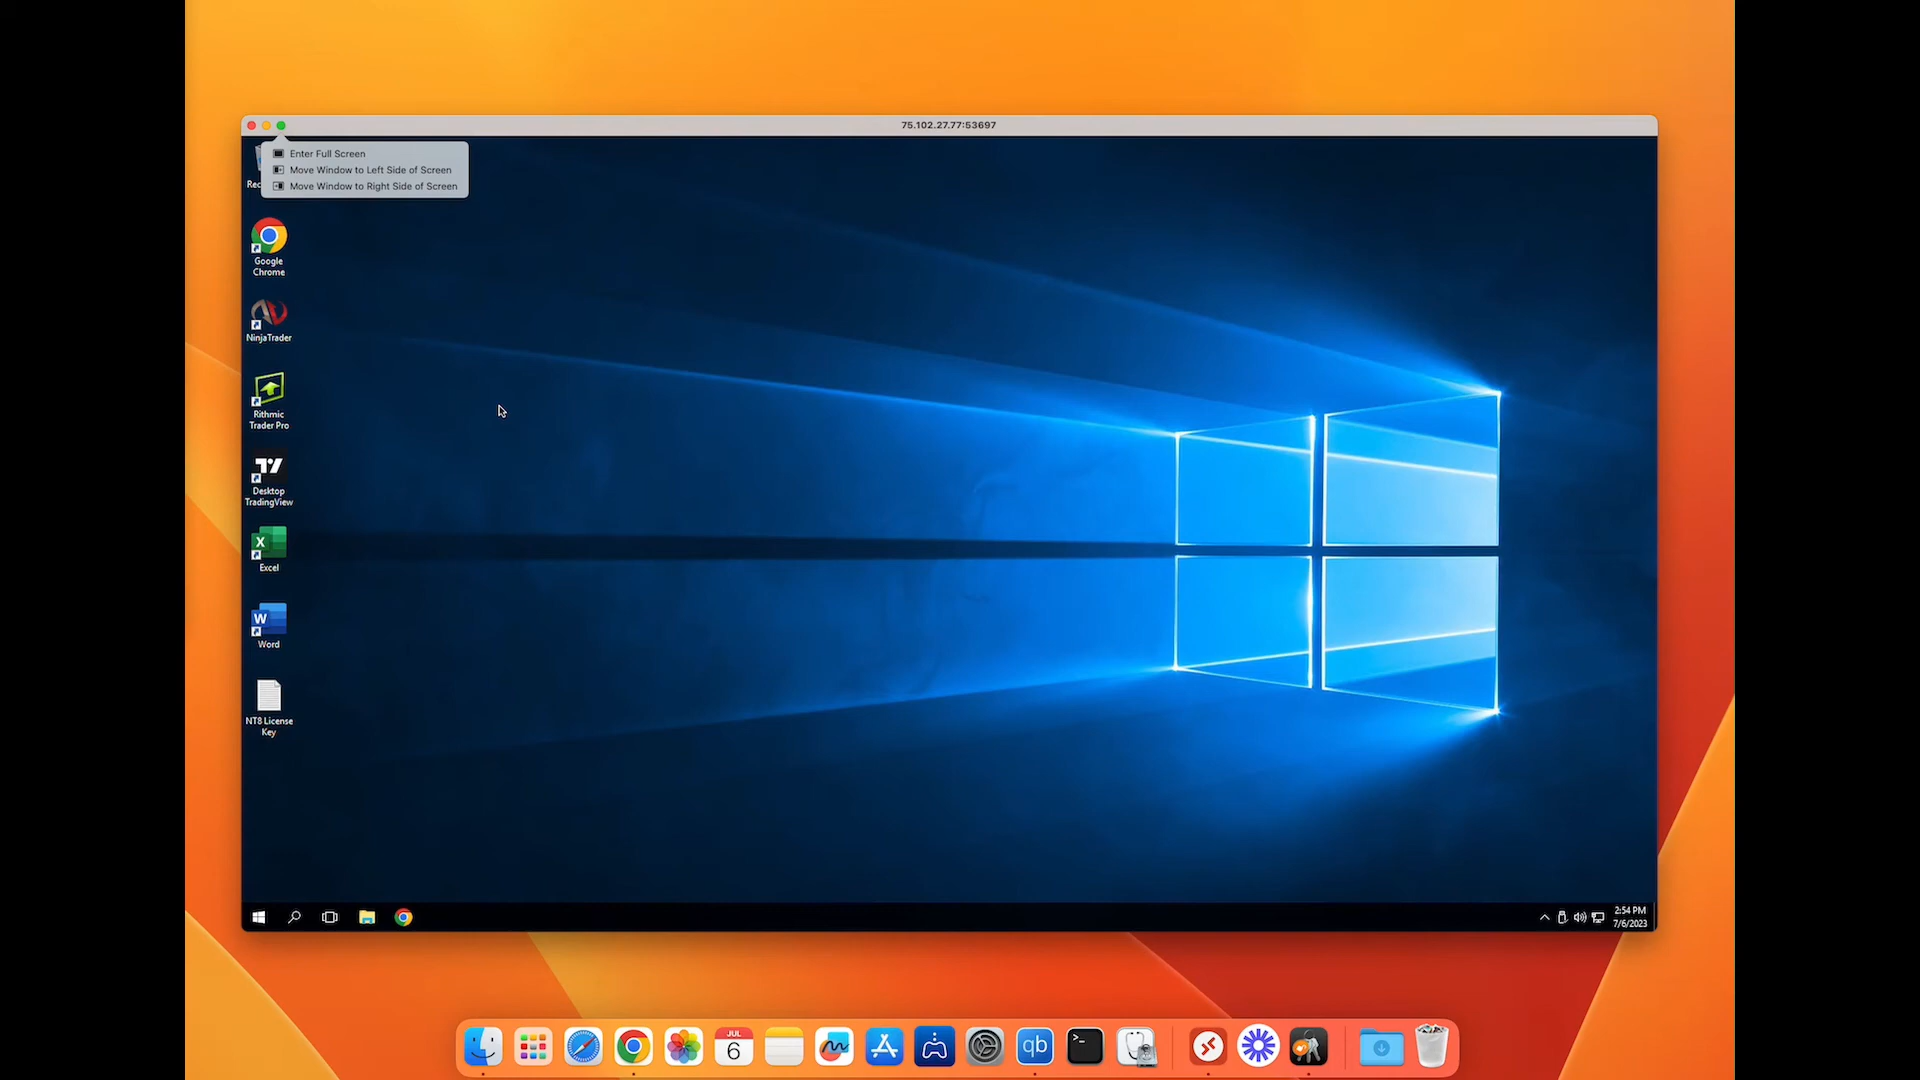 75.102.27.77:53697
Enter Full Screen
Move Window to Left Side of Screen
Move Window to Right Side of Screen
Rec
Google
Chrome
NinjaTrader
Rithmic
Trader Pro
Desktop
TradingView
X
Excel
W
Word
NT8 License
Key
2:54 PM
7/6/2023
JUL
6
qb
>_